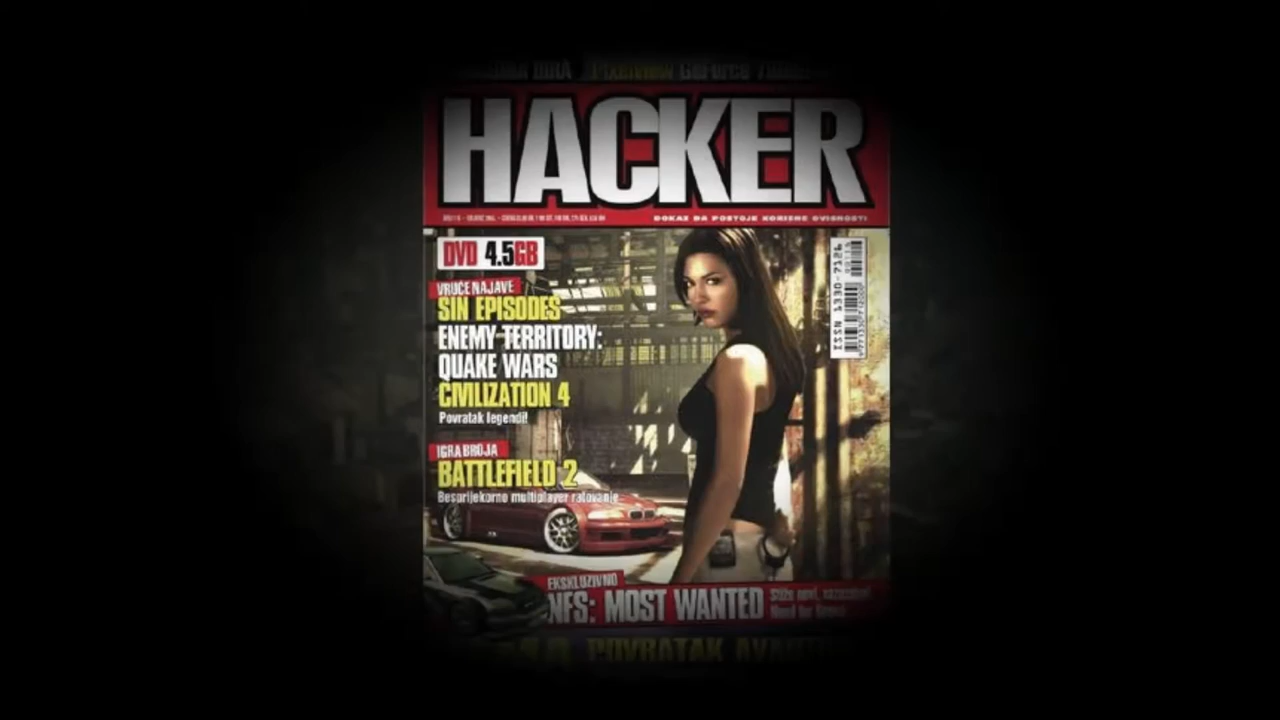 HACKER
DOKAZ DA POSTOJE KORISNE OVISNOSTI
DVD 4.5GB
ISSN 1330-7126
VRUĆE NAJAVE
SIN EPISODES
ENEMY TERRITORY:
QUAKE WARS
CIVILIZATION 4
Povratak legendi!
IGRA BROJA
BATTLEFIELD 2
Besprijekorno multiplayer ratovanje
EKSKLUZIVNO
NFS: MOST WANTED
Stiže novi,
Need for Speed
POVRATAK